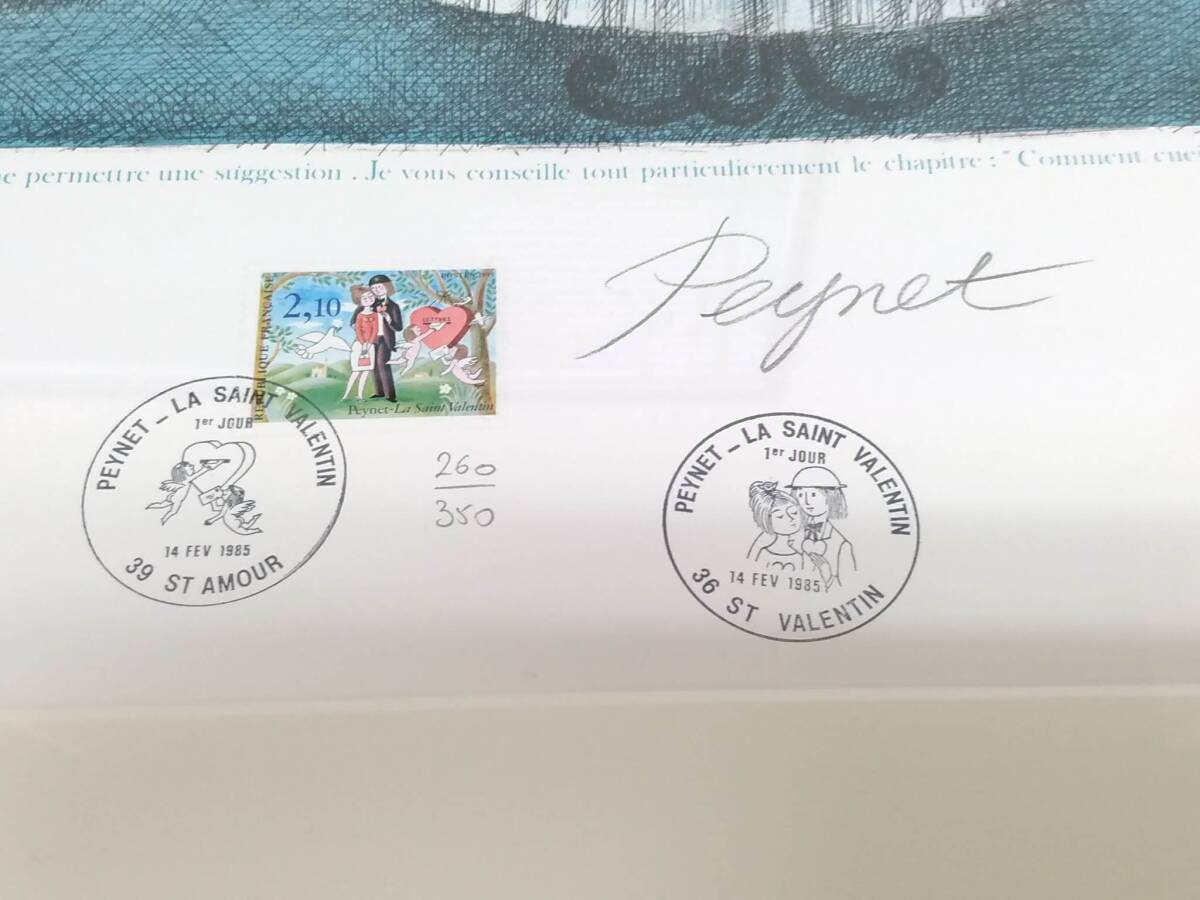 permettre une suggestion . Je vous conseille tout particulièrement le chapitre : " Comment
Peynet
RÉPUBLIQUE FRANÇAISE
2,10
LETTRES
Peynet-La Saint Valentin
PEYNET – LA SAINT VALENTIN
1er JOUR
14 FEV 1985
39 ST AMOUR
260
350
PEYNET – LA SAINT VALENTIN
1er JOUR
14 FEV 1985
36 ST VALENTIN